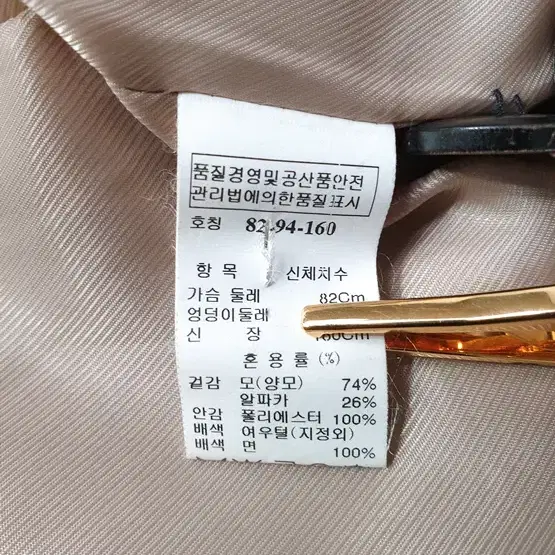 품질경영및공산품안전
관리법에의한품질표시
호칭 82-94-160
항 목 신체치수
가슴 둘레 82Cm
엉덩이둘레
신 장 160Cm
혼 용 률 (%)
겉감 모(양모) 74%
알파카 26%
안감 폴리에스터 100%
배색 여우털(지정외)
배색 면 100%